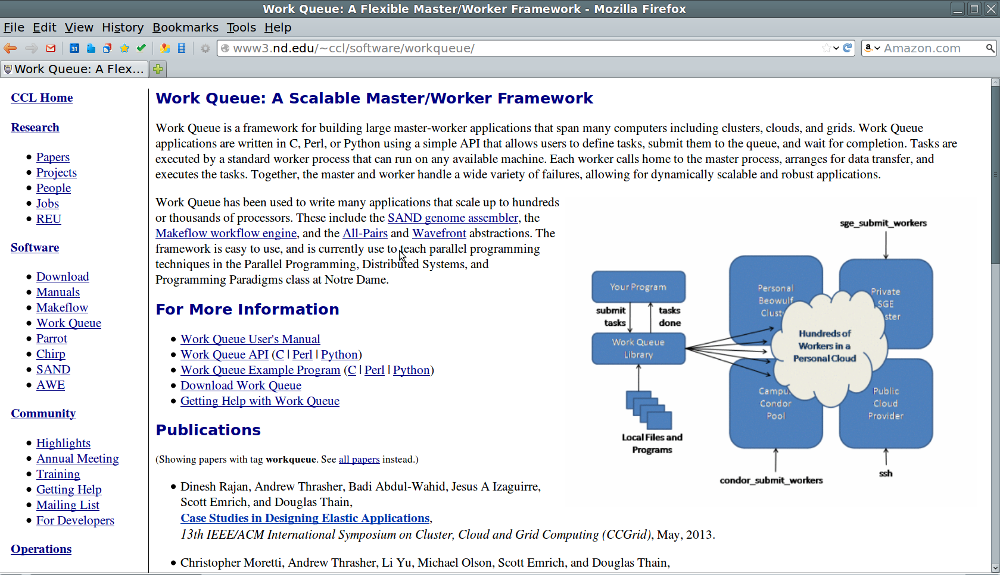 Work Queue: A Flexible Master/Worker Framework - Mozilla Firefox
File Edit View History Bookmarks Tools Help
31
www3.nd.edu/~ccl/software/workqueue/
a Amazon.com
Work Queue: A Flex...
CCL Home
Research
Papers
Projects
People
Jobs
REU
Software
Download
Manuals
Makeflow
Work Queue
Parrot
Chirp
SAND
AWE
Community
Highlights
Annual Meeting
Training
Getting Help
Mailing List
For Developers
Operations
Work Queue: A Scalable Master/Worker Framework
Work Queue is a framework for building large master-worker applications that span many computers including clusters, clouds, and grids. Work Queue
applications are written in C, Perl, or Python using a simple API that allows users to define tasks, submit them to the queue, and wait for completion. Tasks are
executed by a standard worker process that can run on any available machine. Each worker calls home to the master process, arranges for data transfer, and
executes the tasks. Together, the master and worker handle a wide variety of failures, allowing for dynamically scalable and robust applications.
Work Queue has been used to write many applications that scale up to hundreds
or thousands of processors. These include the SAND genome assembler, the
Makeflow workflow engine, and the All-Pairs and Wavefront abstractions. The
framework is easy to use, and is currently use to teach parallel programming
techniques in the Parallel Programming, Distributed Systems, and
Programming Paradigms class at Notre Dame.
For More Information
Work Queue User's Manual
Work Queue API (C | Perl | Python)
Work Queue Example Program (C | Perl | Python)
Download Work Queue
Getting Help with Work Queue
Publications
(Showing papers with tag workqueue. See all papers instead.)
Dinesh Rajan, Andrew Thrasher, Badi Abdul-Wahid, Jesus A Izaguirre,
Scott Emrich, and Douglas Thain,
Case Studies in Designing Elastic Applications,
13th IEEE/ACM International Symposium on Cluster, Cloud and Grid Computing (CCGrid), May, 2013.
Christopher Moretti, Andrew Thrasher, Li Yu, Michael Olson, Scott Emrich, and Douglas Thain,
sge_submit_workers
Your Program
submit
tasks
tasks
done
Work Queue
Library
Local Files and
Programs
Personal
Beowulf
Clust
Private
SGE
ster
Hundreds of
Workers in a
Personal Cloud
Campu
Condor
Pool
Public
Cloud
Provider
condor_submit_workers
ssh